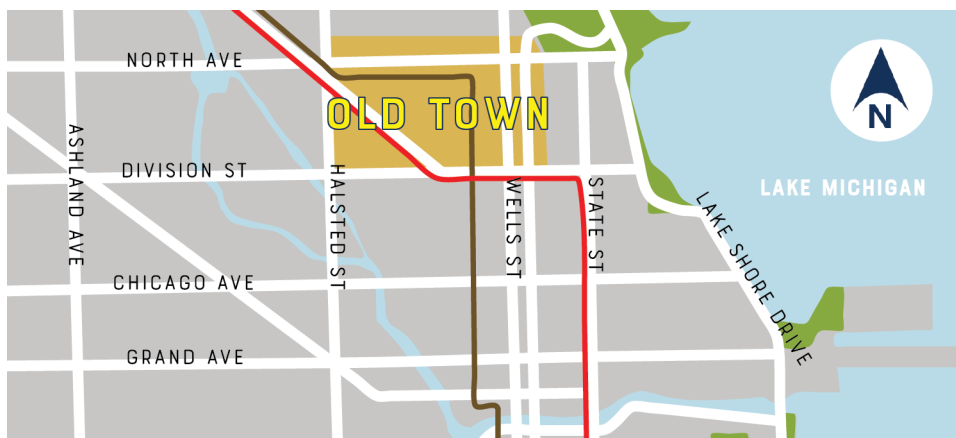 NORTH AVE
N
OLD TOWN
ASHLAND AVE
DIVISION ST
HALSTED ST
WELLS ST
STATE ST
LAKE MICHIGAN
LAKE SHORE DRIVE
CHICAGO AVE
GRAND AVE